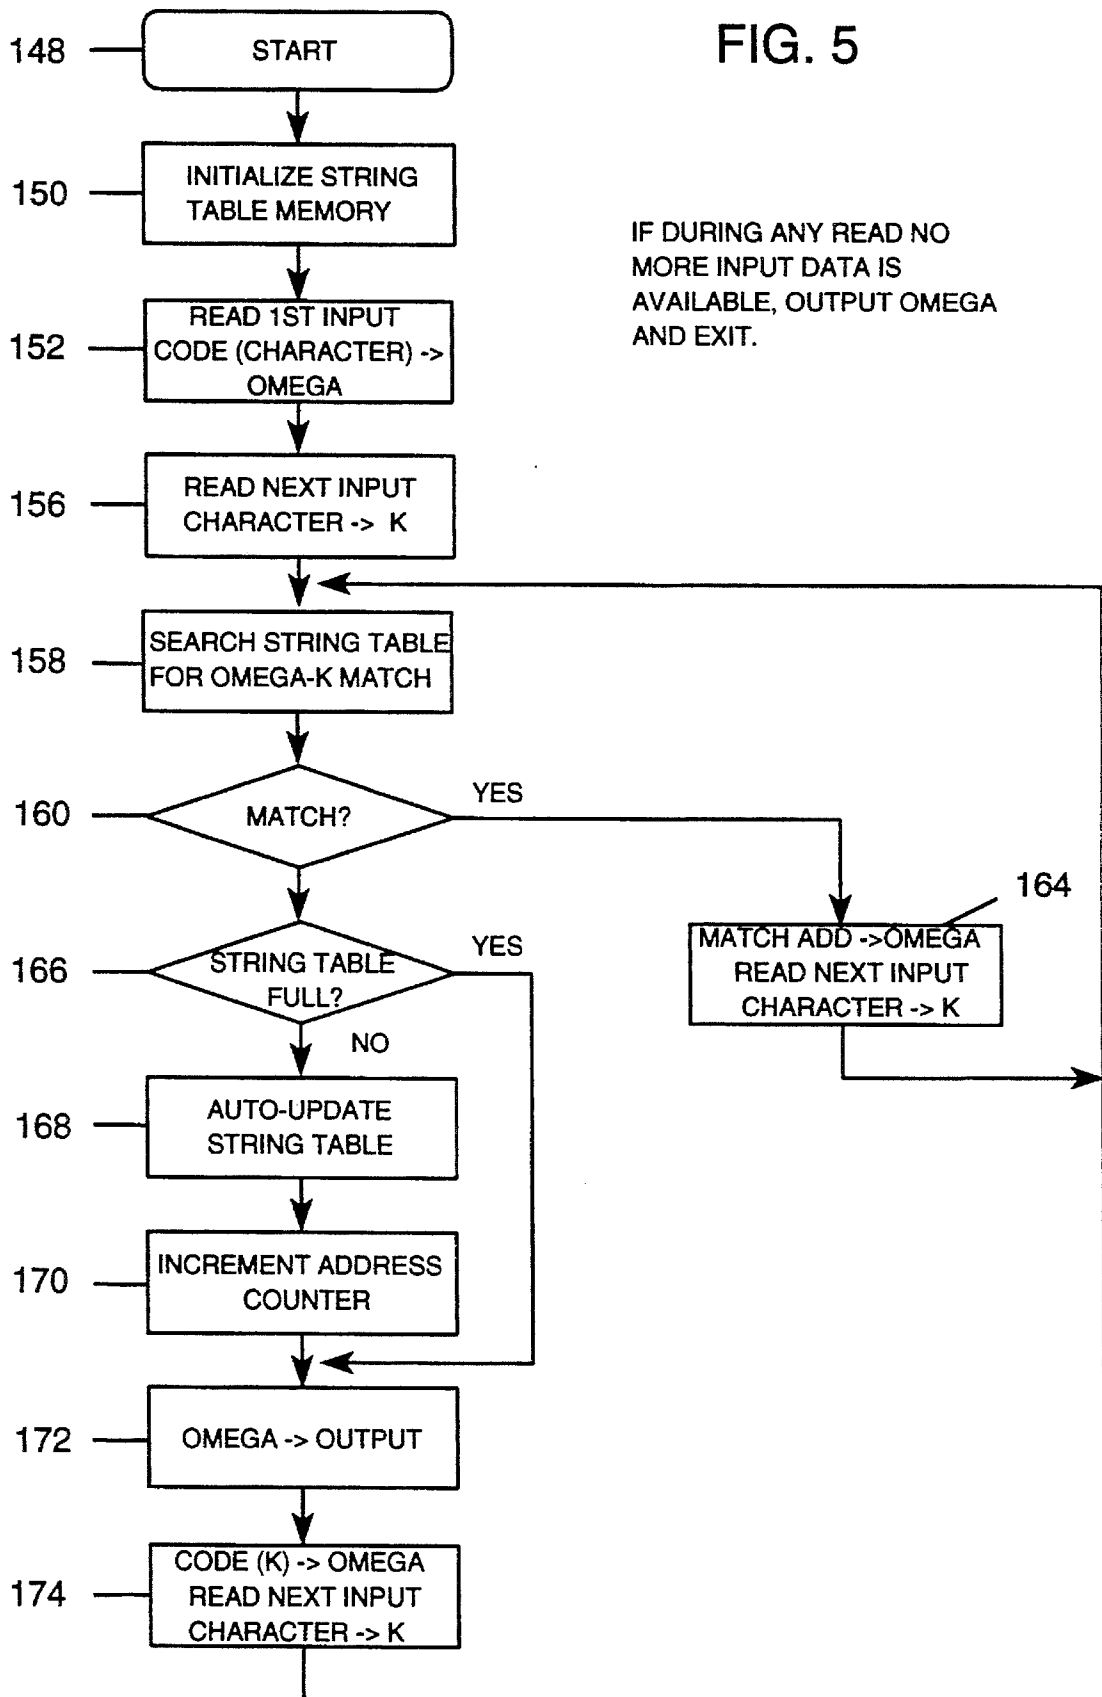 FIG. 5
148
START
150
INITIALIZE STRING
TABLE MEMORY
IF DURING ANY READ NO
MORE INPUT DATA IS
AVAILABLE, OUTPUT OMEGA
AND EXIT.
152
READ 1ST INPUT
CODE (CHARACTER) ->
OMEGA
156
READ NEXT INPUT
CHARACTER -> K
158
SEARCH STRING TABLE
FOR OMEGA-K MATCH
160
MATCH?
YES
164
MATCH ADD ->OMEGA
READ NEXT INPUT
CHARACTER -> K
166
STRING TABLE
FULL?
YES
NO
168
AUTO-UPDATE
STRING TABLE
170
INCREMENT ADDRESS
COUNTER
172
OMEGA -> OUTPUT
174
CODE (K) -> OMEGA
READ NEXT INPUT
CHARACTER -> K